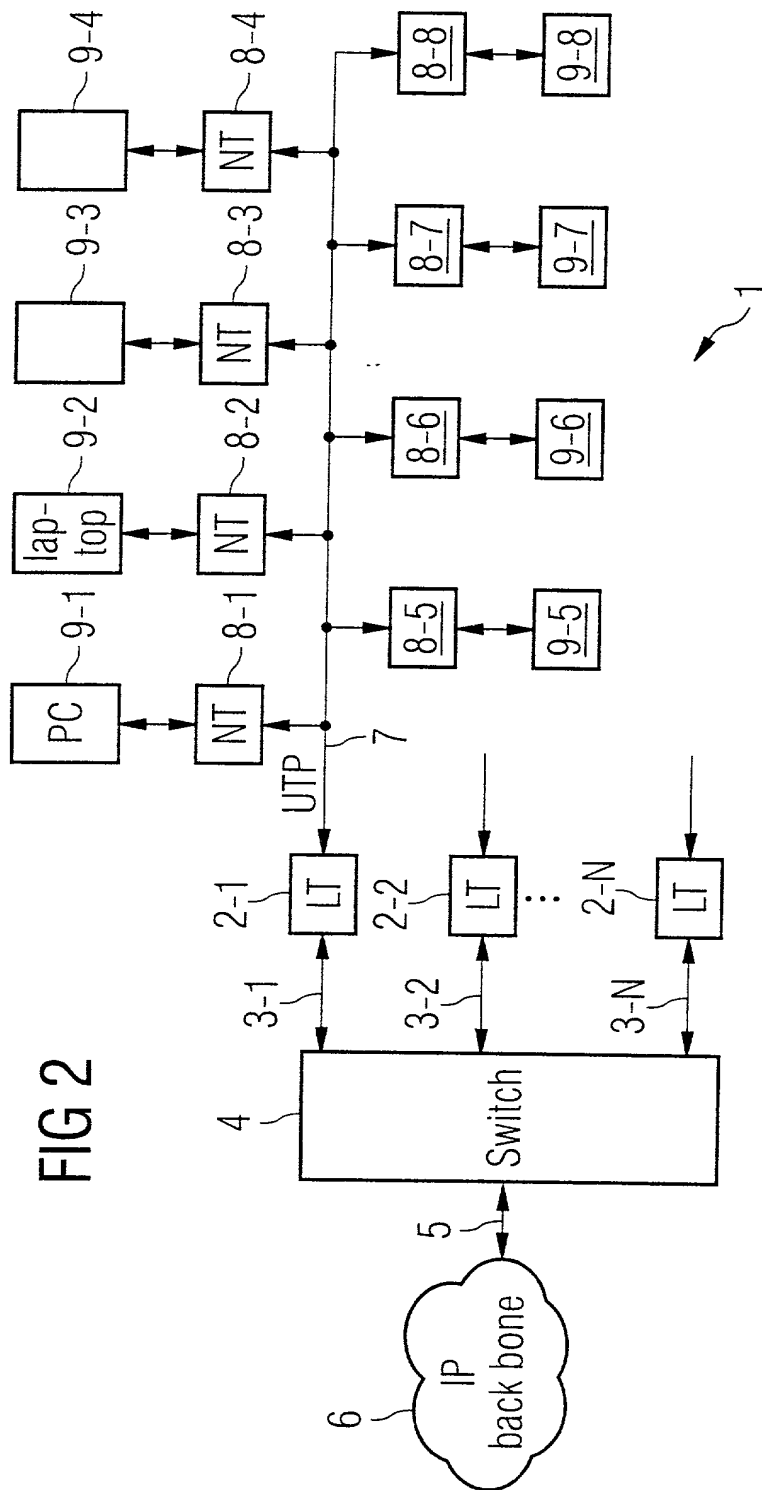 FIG 2
9-1
9-2
9-3
9-4
PC
lap-
top
8-1
8-2
8-3
8-4
NT
NT
NT
NT
UTP
7
2-1
LT
3-1
8-5
8-6
8-7
8-8
9-5
9-6
9-7
9-8
4
Switch
5
6
IP
back bone
2-2
LT
3-2
...
2-N
LT
3-N
1